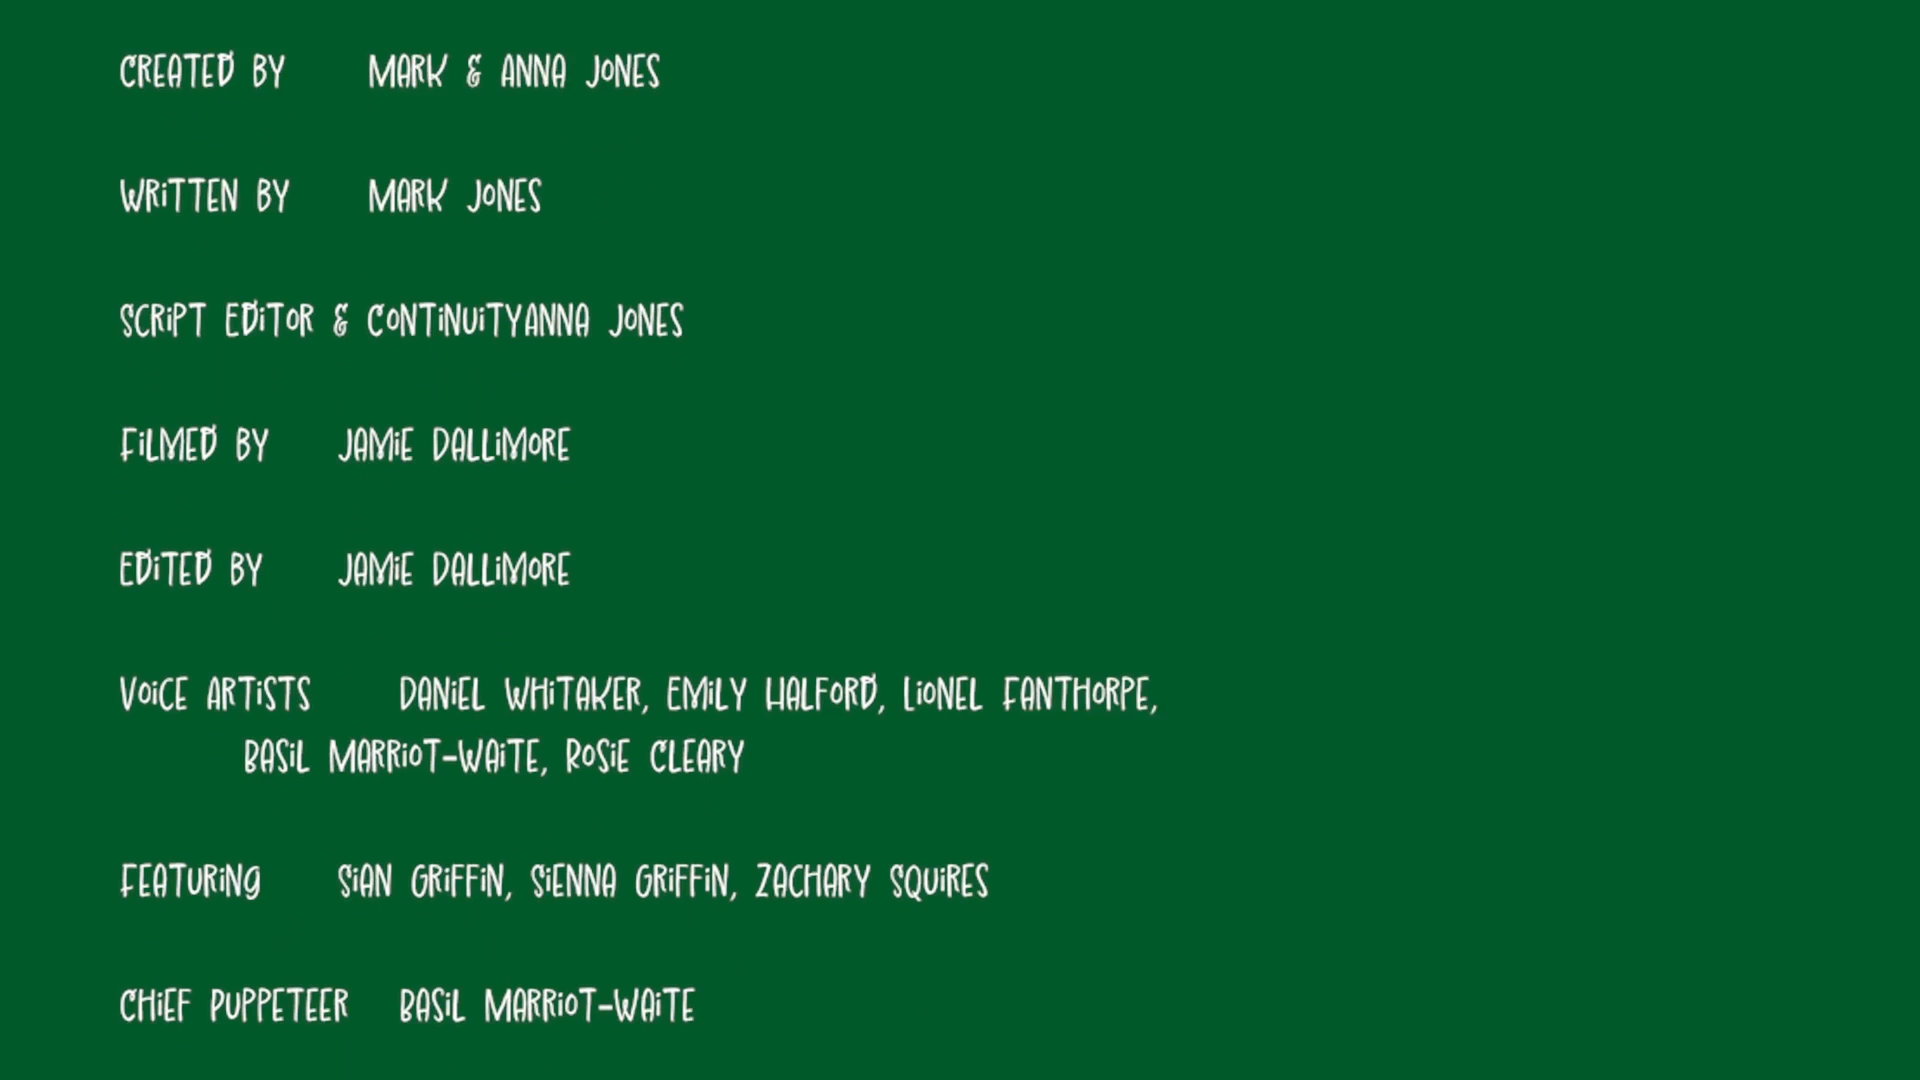 CREATED BY MARK & ANNA JONES
WRiTTEN BY MARK JONES
SCRiPT EDiTOR & CONTiNUiTYANNA JONES
FiLMED BY JAMiE DALLiMORE
EDiTED BY JAMiE DALLiMORE
VOiCE ARTiSTS DANiEL WHiTAKER, EMiLY HALFORD, LiONEL FANTHORPE,
BASiL MARRiOT-WAiTE, ROSiE CLEARY
FEATURiNg SiAN GRiFFiN, SiENNA GRiFFiN, ZACHARY SQUiRES
CHiEF PUPPETEER BASiL MARRiOT-WAiTE